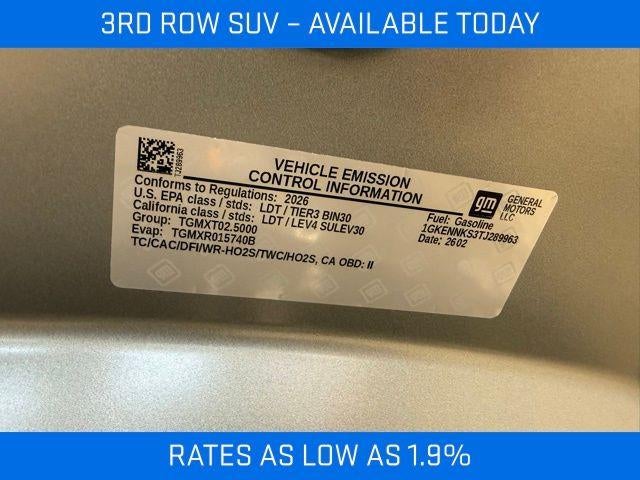 3RD ROW SUV – AVAILABLE TODAY
TJ289963
VEHICLE EMISSION
CONTROL INFORMATION
Conforms to Regulations: 2026
U.S. EPA class / stds: LDT / TIER3 BIN30
California class / stds: LDT / LEV4 SULEV30
Group: TGMXT02.5000
Evap: TGMXR015740B
TC/CAC/DFI/WR-HO2S/TWC/HO2S, CA OBD: II
gm
GENERAL
MOTORS
LLC
Fuel: Gasoline
1GKENNKS3TJ289963
Date: 2602
RATES AS LOW AS 1.9%